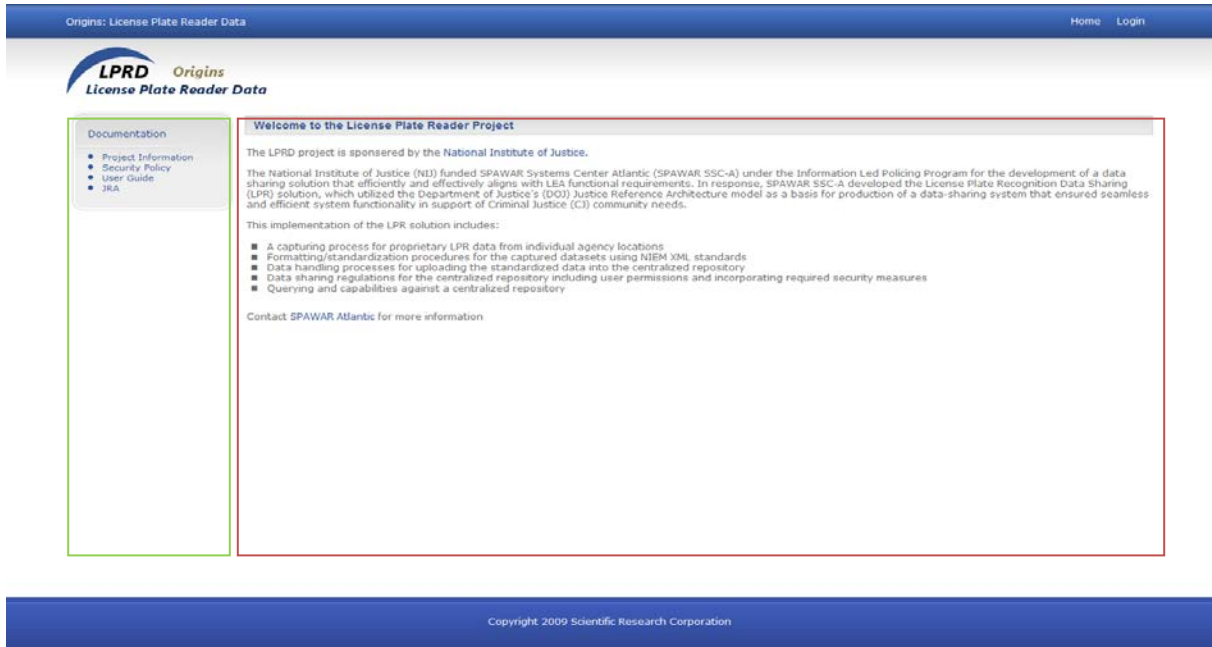 Origins: License Plate Reader Data Home Login
LPRD Origins
License Plate Reader Data
Documentation
Project Information
Security Policy
User Guide
JRA
Welcome to the License Plate Reader Project
The LPRD project is sponsered by the National Institute of Justice.
The National Institute of Justice (NIJ) funded SPAWAR Systems Center Atlantic (SPAWAR SSC-A) under the Information Led Policing Program for the development of a data
sharing solution that efficiently and effectively aligns with LEA functional requirements. In response, SPAWAR SSC-A developed the License Plate Recognition Data Sharing
(LPR) solution, which utilized the Department of Justice's (DOJ) Justice Reference Architecture model as a basis for production of a data-sharing system that ensured seamless
and efficient system functionality in support of Criminal Justice (CJ) community needs.
This implementation of the LPR solution includes:
A capturing process for proprietary LPR data from individual agency locations
Formatting/standardization procedures for the captured datasets using NIEM XML standards
Data handling processes for uploading the standardized data into the centralized repository
Data sharing regulations for the centralized repository including user permissions and incorporating required security measures
Querying and capabilities against a centralized repository
Contact SPAWAR Atlantic for more information
Copyright 2009 Scientific Research Corporation